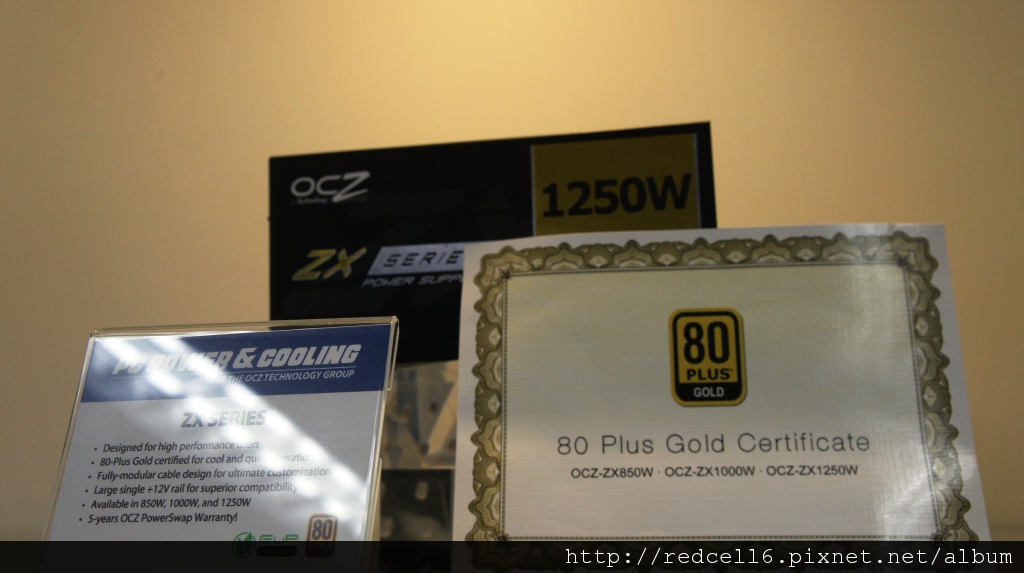 OCZ
Technology
1250W
ZX SERIE
POWER SUPP
PC POWER & COOLING
THE OCZ TECHNOLOGY GROUP
ZX SERIES
• Designed for high performance users
• 80-Plus Gold certified for cool and quiet operation
• Fully-modular cable design for ultimate customization
• Large single +12V rail for superior compatibility
• Available in 850W, 1000W, and 1250W
• 5-years OCZ PowerSwap Warranty!
80
80
PLUS
GOLD
80 Plus Gold Certificate
OCZ-ZX850W · OCZ-ZX1000W · OCZ-ZX1250W
http://redcell6.pixnet.net/album